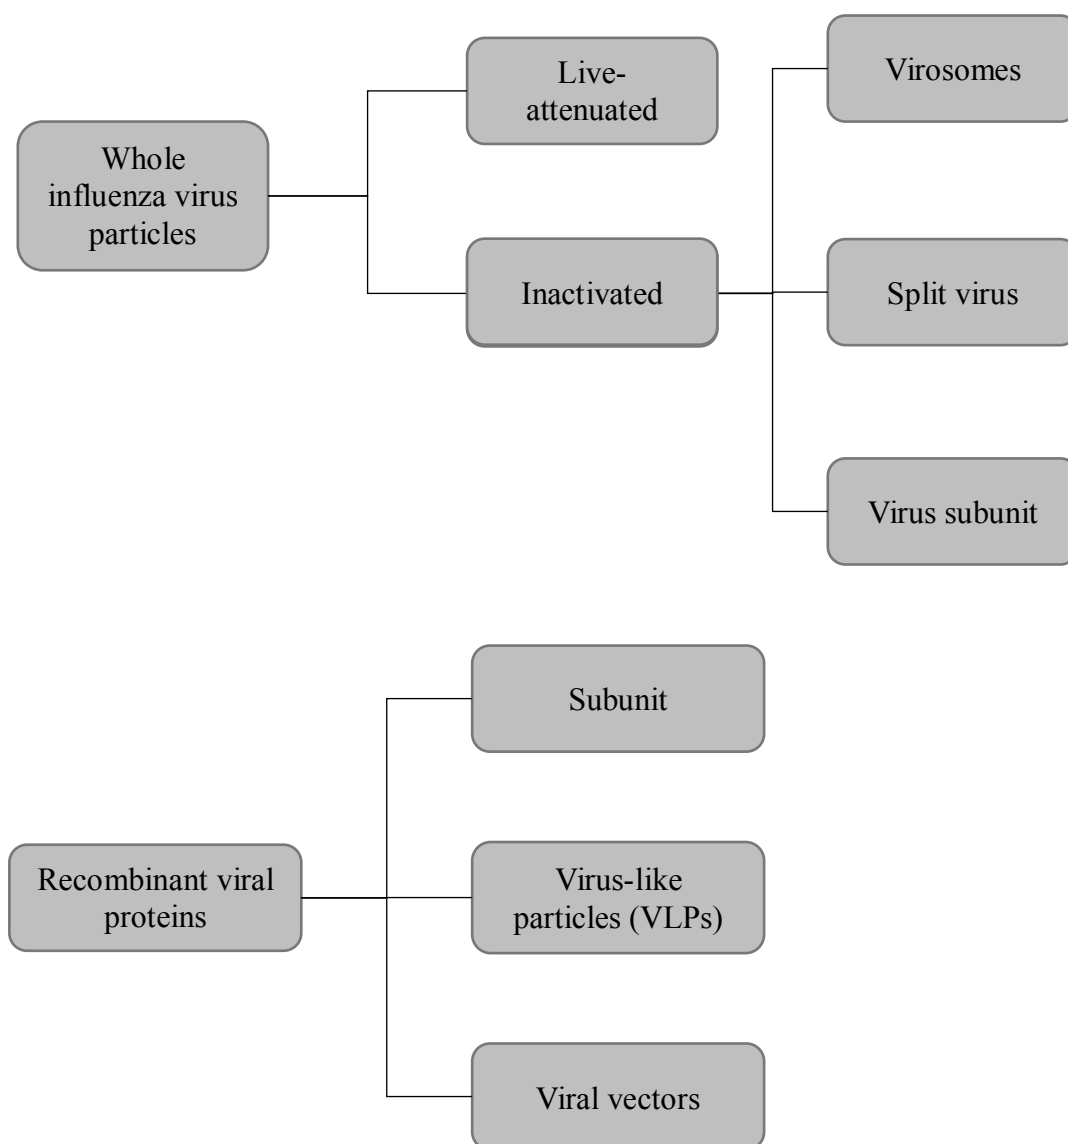 Whole
influenza virus
particles
Live-
attenuated
Inactivated
Virosomes
Split virus
Virus subunit
Recombinant viral
proteins
Subunit
Virus-like
particles (VLPs)
Viral vectors